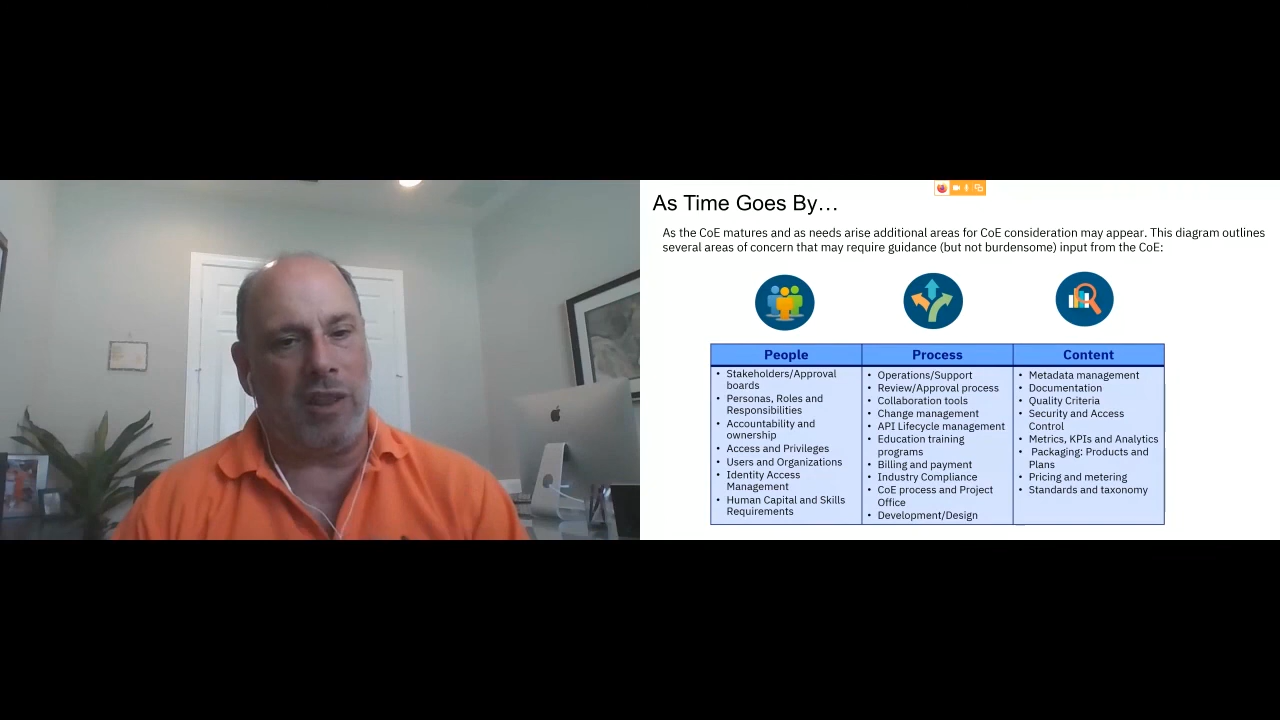 As Time Goes By…
As the CoE matures and as needs arise additional areas for CoE consideration may appear. This diagram outlines
several areas of concern that may require guidance (but not burdensome) input from the CoE:
People
• Stakeholders/Approval
boards
• Personas, Roles and
Responsibilities
• Accountability and
ownership
• Access and Privileges
• Users and Organizations
• Identity Access
Management
• Human Capital and Skills
Requirements
Process
• Operations/Support
• Review/Approval process
• Collaboration tools
• Change management
• API Lifecycle management
• Education training
programs
• Billing and payment
• Industry Compliance
• CoE process and Project
Office
• Development/Design
Content
• Metadata management
• Documentation
• Quality Criteria
• Security and Access
Control
• Metrics, KPIs and Analytics
• Packaging: Products and
Plans
• Pricing and metering
• Standards and taxonomy